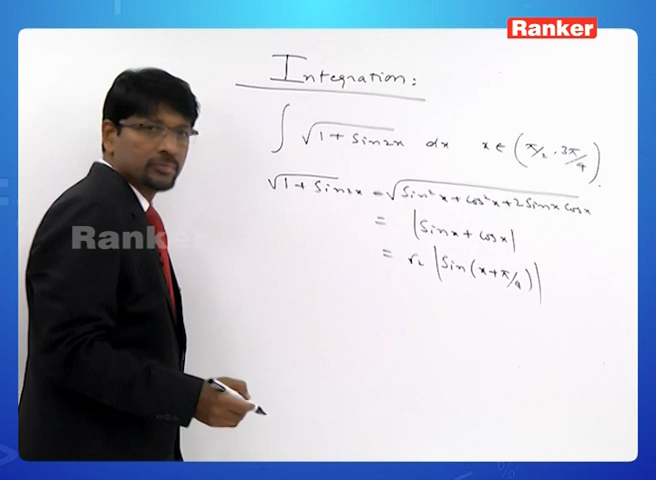 Ranker
Integration:
∫ √1 + Sin2x dx x ∈ (π/2 . 3π/4).
√1 + Sin2x = √Sin²x + Cos²x + 2Sinx Cosx
= |Sinx + Cosx|
= √2 |Sin(x + π/4)|
Ranker